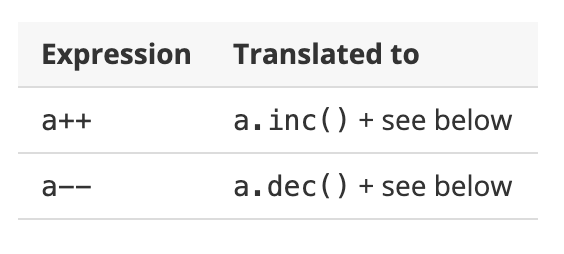 Expression Translated to
a++ a.inc() + see below
a-- a.dec() + see below